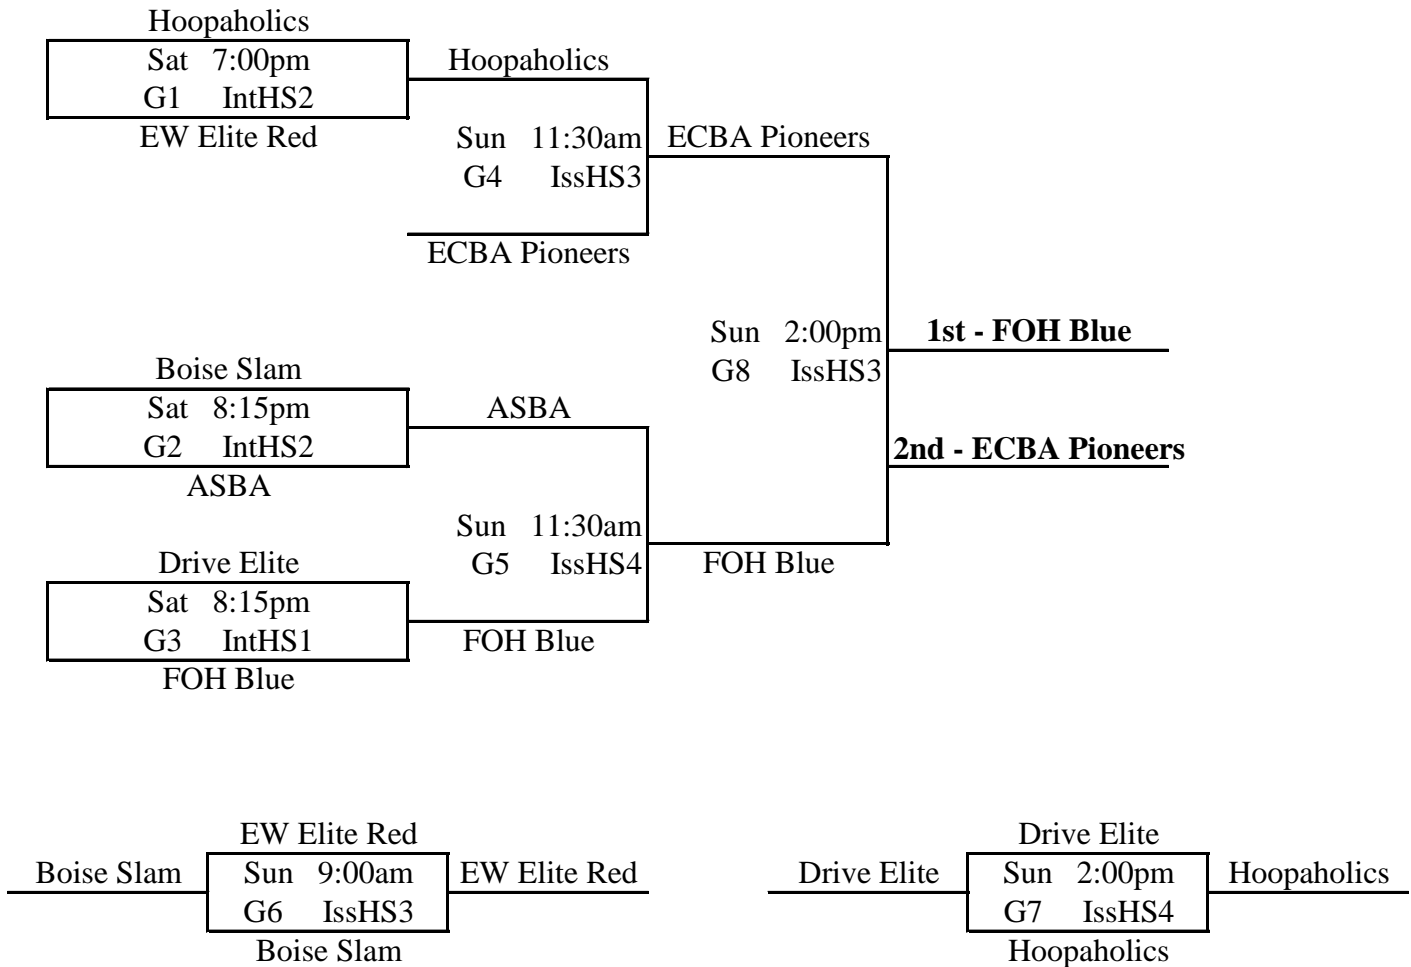 Hoopaholics
Sat 7:00pm
G1 IntHS2
EW Elite Red
Hoopaholics
Sun 11:30am
G4 IssHS3
ECBA Pioneers
ECBA Pioneers
Boise Slam
Sat 8:15pm
G2 IntHS2
ASBA
Drive Elite
Sat 8:15pm
G3 IntHS1
FOH Blue
ASBA
Sun 11:30am
G5 IssHS4
FOH Blue
FOH Blue
Sun 2:00pm
G8 IssHS3
1st - FOH Blue
2nd - ECBA Pioneers
EW Elite Red
Boise Slam
Sun 9:00am
G6 IssHS3
EW Elite Red
Boise Slam
Drive Elite
Drive Elite
Sun 2:00pm
G7 IssHS4
Hoopaholics
Hoopaholics